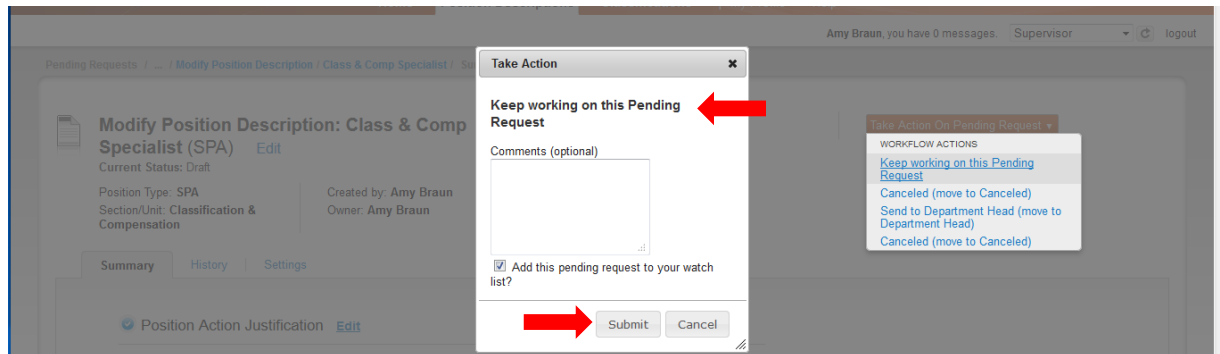 Amy Braun, you have 0 messages. Supervisor logout
Pending Requests / ... / Modify Position Description / Class & Comp Specialist /
Take Action
Keep working on this Pending
Request
Comments (optional)
Add this pending request to your watch
list?
Submit Cancel
Modify Position Description: Class & Comp
Specialist (SPA) Edit
Current Status: Draft
Position Type: SPA Created by: Amy Braun
Section/Unit: Classification & Owner: Amy Braun
Compensation
Take Action On Pending Request
WORKFLOW ACTIONS
Keep working on this Pending
Request
Canceled (move to Canceled)
Send to Department Head (move to
Department Head)
Canceled (move to Canceled)
Summary History Settings
Position Action Justification Edit